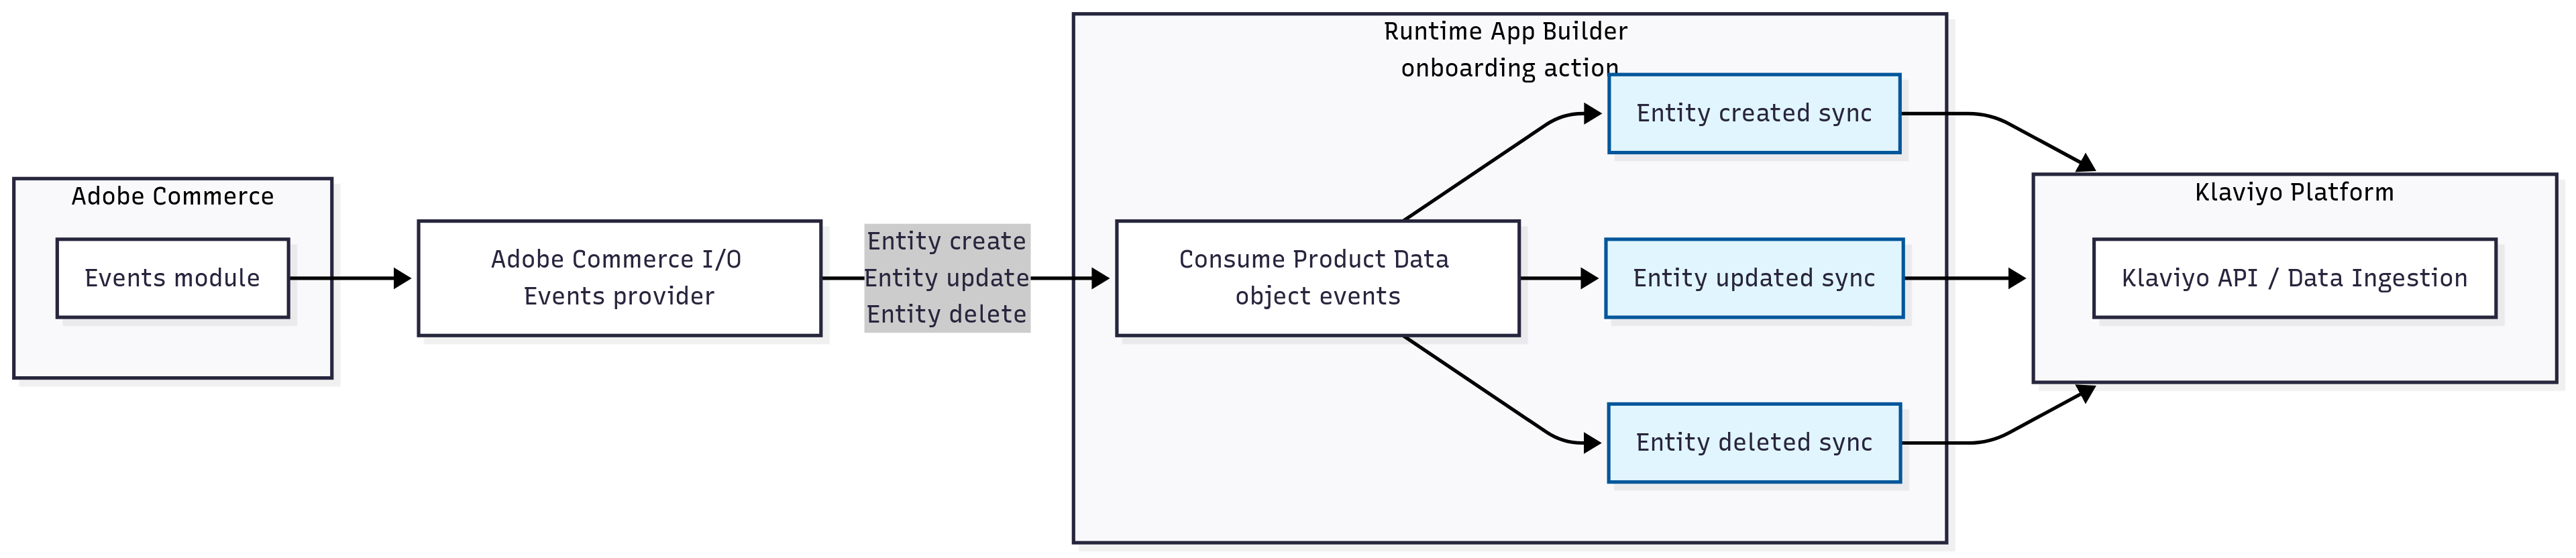 Adobe Commerce
Events module
Adobe Commerce I/O
Events provider
Entity create
Entity update
Entity delete
Runtime App Builder
onboarding action
Consume Product Data
object events
Entity created sync
Entity updated sync
Entity deleted sync
Klaviyo Platform
Klaviyo API / Data Ingestion